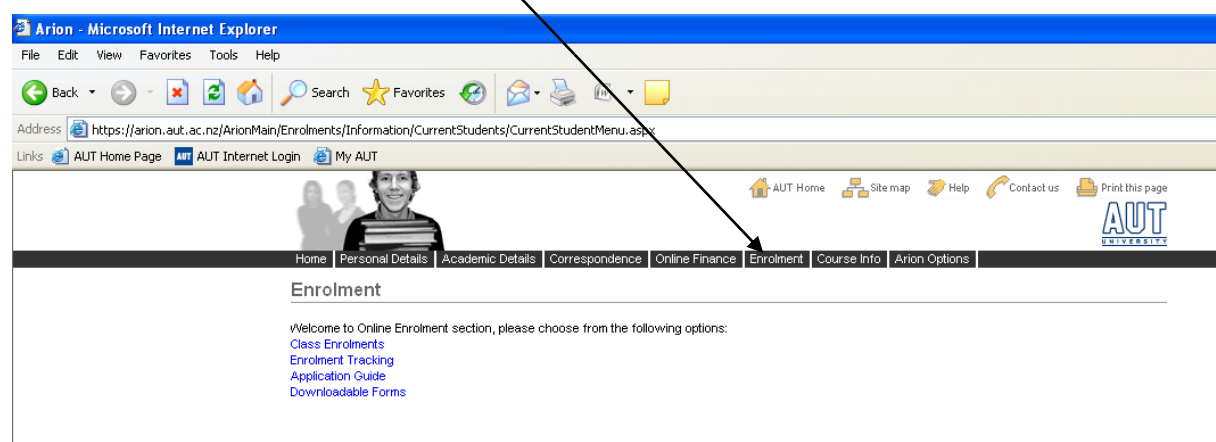 Arion - Microsoft Internet Explorer
File Edit View Favorites Tools Help
Back Search Favorites
Address https://arion.aut.ac.nz/ArionMain/Enrolments/Information/CurrentStudents/CurrentStudentMenu.aspx
Links AUT Home Page AUT AUT Internet Login My AUT
AUT Home Site map Help Contact us Print this page
AUT
UNIVERSITY
Home Personal Details Academic Details Correspondence Online Finance Enrolment Course Info Arion Options
Enrolment
Welcome to Online Enrolment section, please choose from the following options:
Class Enrolments
Enrolment Tracking
Application Guide
Downloadable Forms